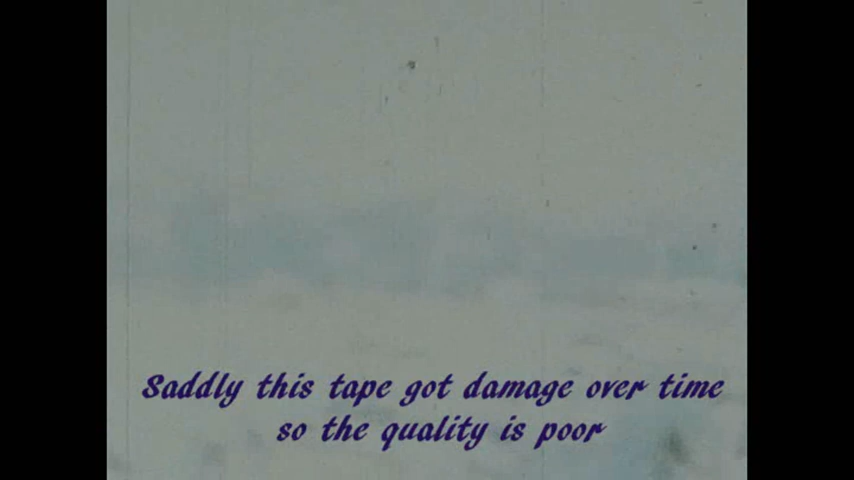 Saddly this tape got damage over time
so the quality is poor